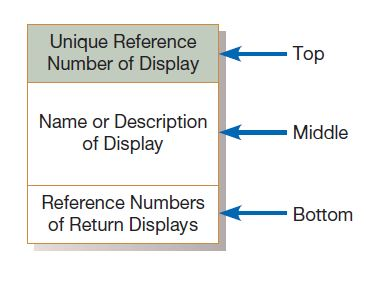 Unique Reference
Number of Display
Top
Name or Description
of Display
Middle
Reference Numbers
of Return Displays
Bottom